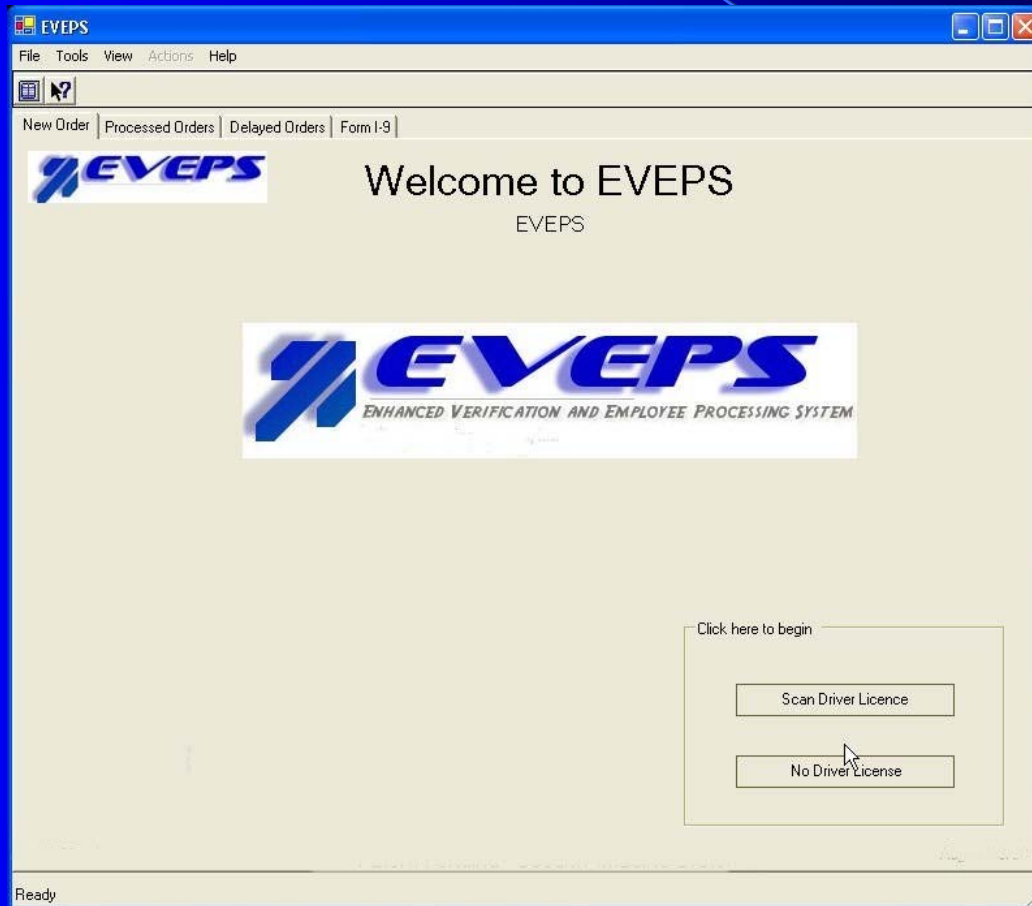 EVEPS
File Tools View Actions Help
New Order Processed Orders Delayed Orders Form I-9
EVEPS
Welcome to EVEPS
EVEPS
EVEPS
ENHANCED VERIFICATION AND EMPLOYEE PROCESSING SYSTEM
Click here to begin
Scan Driver Licence
No Driver License
Ready